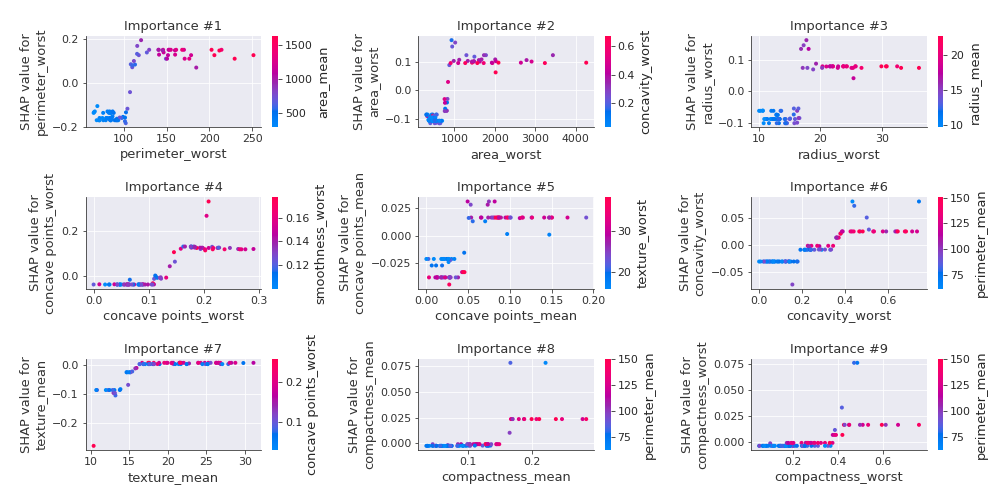 Importance #1
SHAP value for
perimeter_worst
0.2
0.0
−0.2
100
150
200
250
perimeter_worst
1500
1000
500
area_mean
Importance #2
SHAP value for
area_worst
0.1
0.0
−0.1
1000
2000
3000
4000
area_worst
0.6
0.4
0.2
concavity_worst
Importance #3
SHAP value for
radius_worst
0.1
0.0
−0.1
10
20
30
radius_worst
20
15
10
radius_mean
Importance #4
SHAP value for
concave points_worst
0.2
0.0
0.0
0.1
0.2
0.3
concave points_worst
0.16
0.14
0.12
smoothness_worst
Importance #5
SHAP value for
concave points_mean
0.025
0.000
−0.025
0.00
0.05
0.10
0.15
0.20
concave points_mean
30
20
texture_worst
Importance #6
SHAP value for
concavity_worst
0.05
0.00
−0.05
0.0
0.2
0.4
0.6
concavity_worst
150
125
100
75
perimeter_mean
Importance #7
SHAP value for
texture_mean
0.0
−0.1
−0.2
10
15
20
25
30
texture_mean
0.2
0.1
concave points_worst
Importance #8
SHAP value for
compactness_mean
0.075
0.050
0.025
0.000
0.1
0.2
compactness_mean
150
125
100
75
perimeter_mean
Importance #9
SHAP value for
compactness_worst
0.075
0.050
0.025
0.000
0.2
0.4
0.6
compactness_worst
150
125
100
75
perimeter_mean